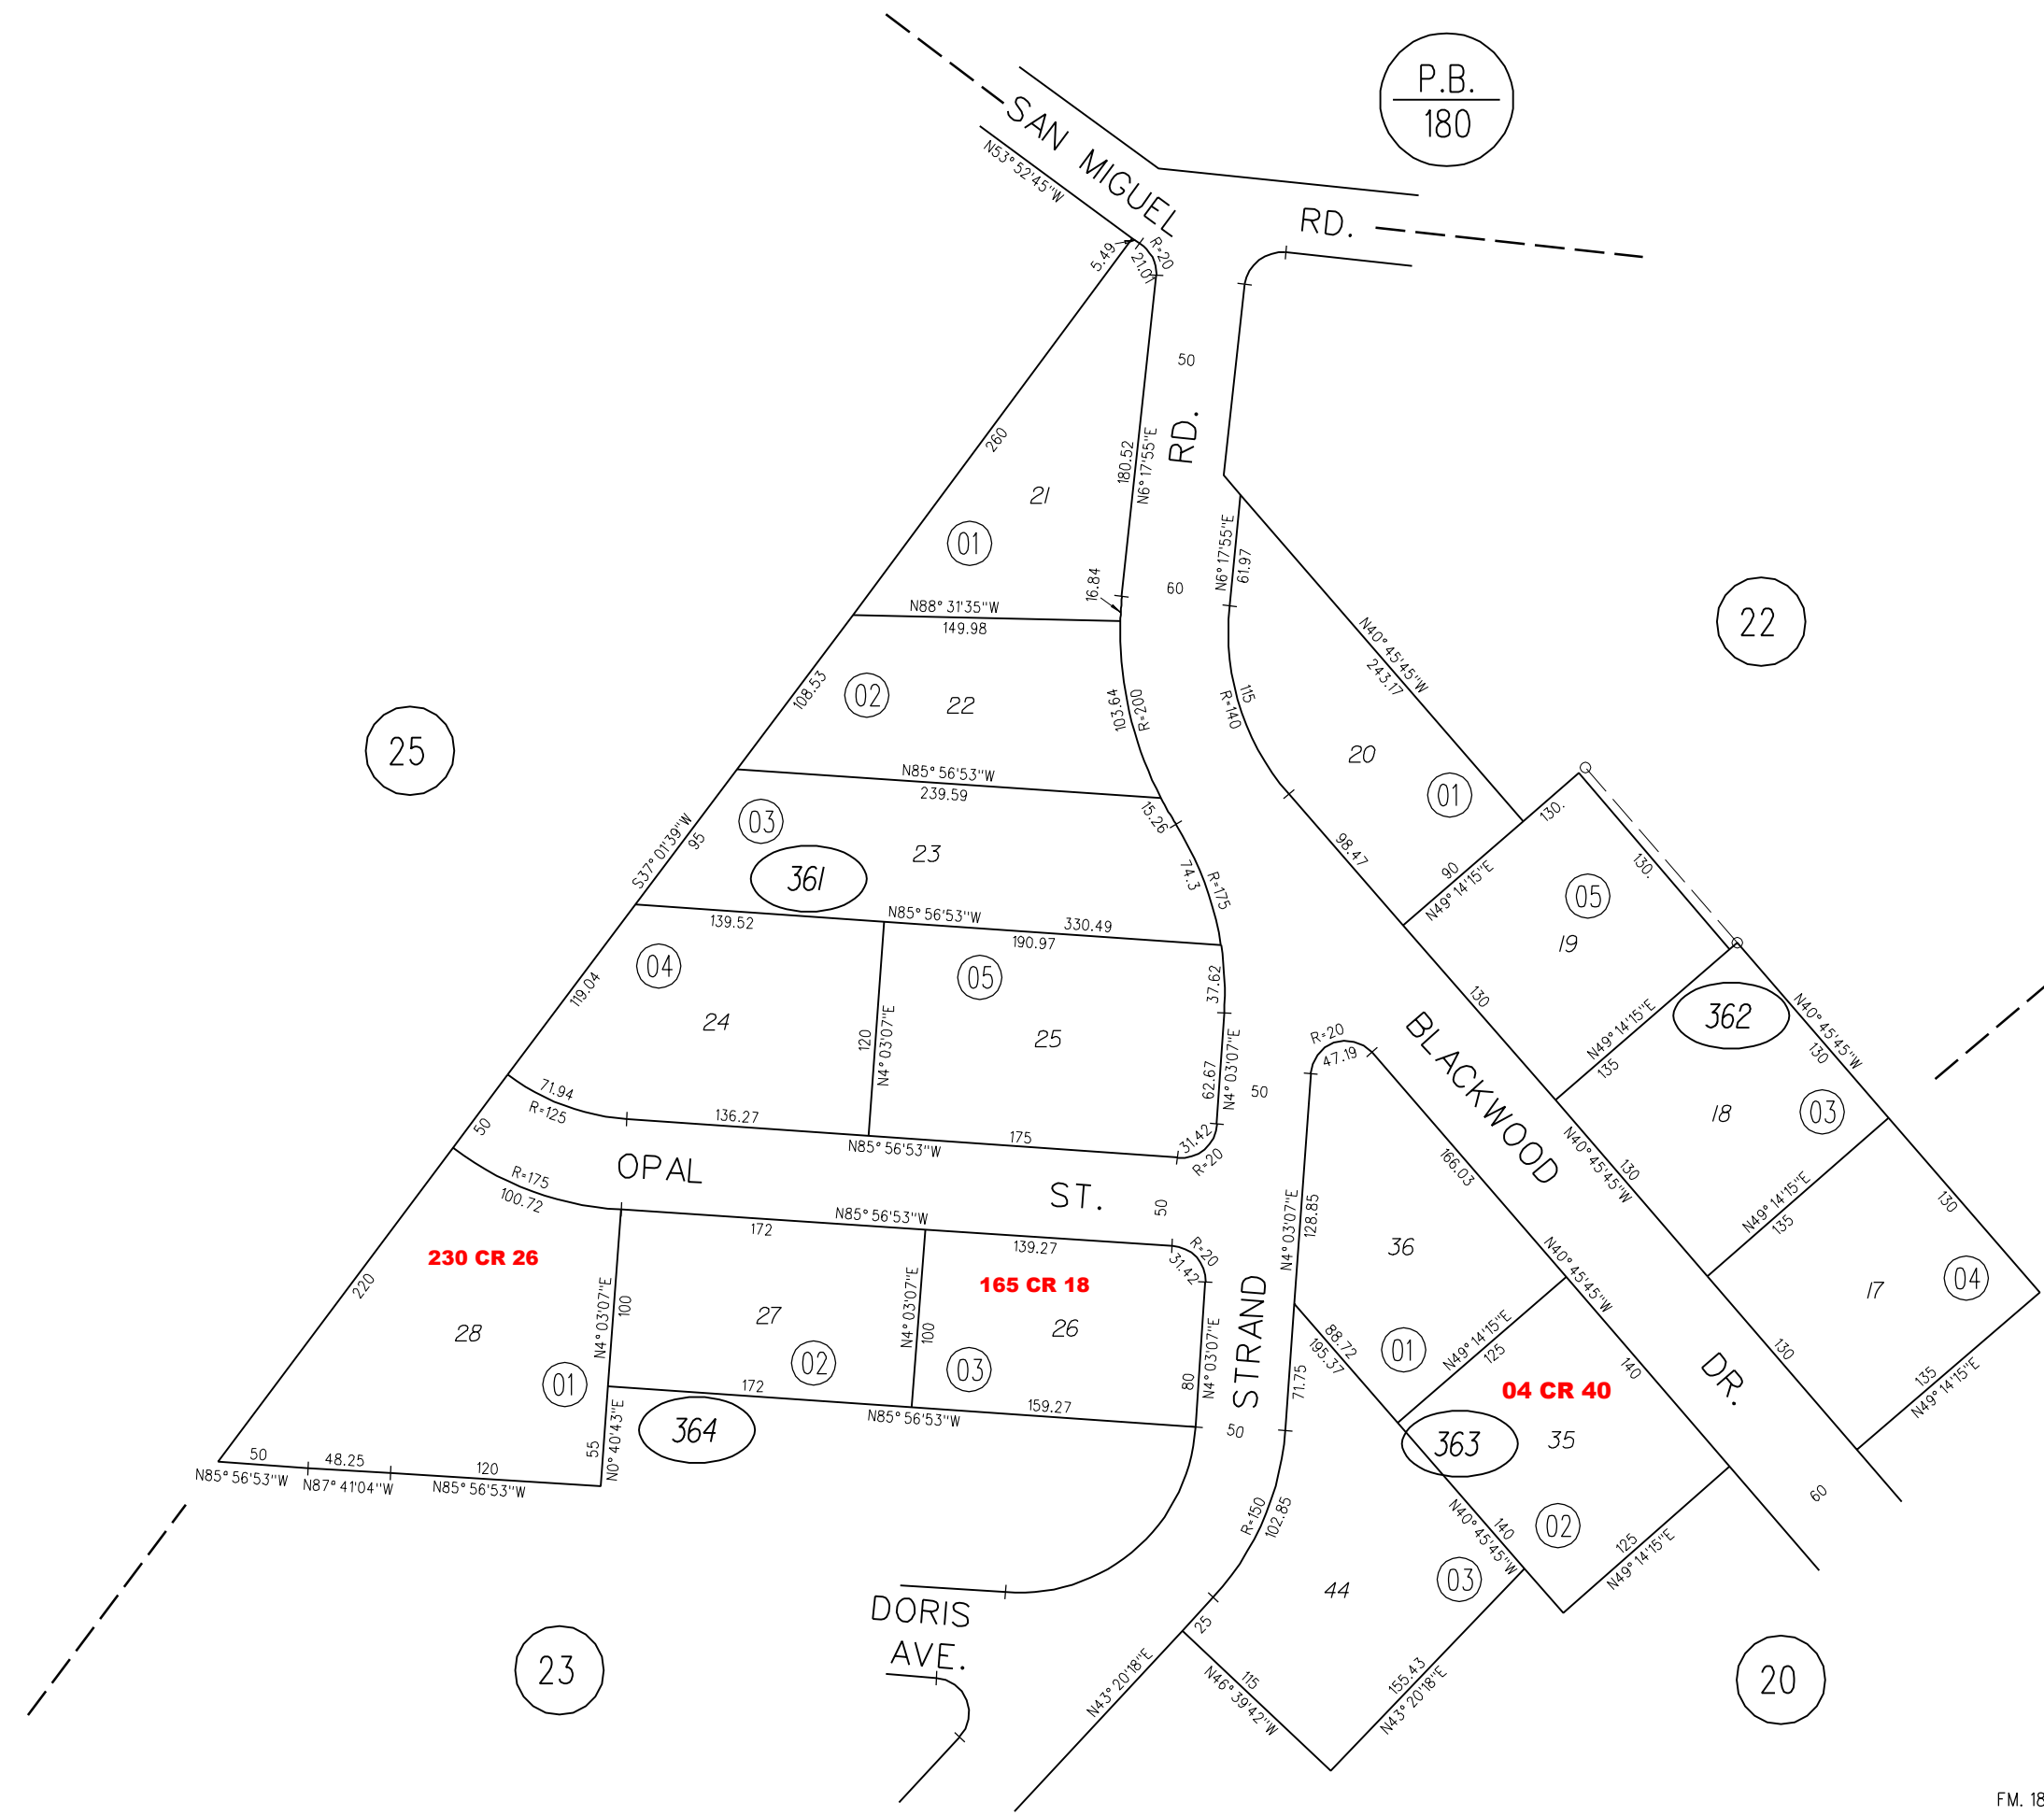 P.B.
180
SAN MIGUEL
RD.
N53°52'45"W
5.49
R=20
21.01
260
50
180.52
N6°17'55"E
RD.
21
01
16.84
60
N6°17'55"E
61.97
N88°31'35"W
149.98
22
25
108.53
02
22
103.64
R=200
115
R=140
N40°45'45"W
243.17
20
01
N85°56'53"W
239.59
15.26
S37°01'39"W
95
03
361
23
74.3
R=175
98.47
90
N49°14'15"E
130.
130.
05
19
139.52
N85°56'53"W
330.49
190.97
119.04
04
24
120
N4°03'07"E
05
25
37.62
62.67
N4°03'07"E
50
R=20
47.19
130
N49°14'15"E
135
362
N40°45'45"W
130
18
03
BLACKWOOD
71.94
R=125
136.27
N85°56'53"W
175
31.42
R=20
50
OPAL
ST.
50
R=175
100.72
172
N85°56'53"W
139.27
31.42
R=20
166.03
N40°45'45"W
130
N49°14'15"E
135
130
17
04
230 CR 26
220
28
01
N4°03'07"E
100
27
02
N4°03'07"E
100
165 CR 18
26
03
80
N4°03'07"E
STRAND
N4°03'07"E
128.85
36
01
88.72
195.37
N49°14'15"E
125
N40°45'45"W
140
04 CR 40
DR.
130
135
N49°14'15"E
172
364
N85°56'53"W
159.27
50
71.75
363
35
55
N0°40'43"E
50
N85°56'53"W
48.25
N87°41'04"W
120
N85°56'53"W
R=150
102.85
N40°45'45"W
140
02
125
N49°14'15"E
60
44
03
DORIS
AVE.
23
25
N43°20'18"E
115
N46°39'42"W
155.43
N43°20'18"E
20
FM. 18